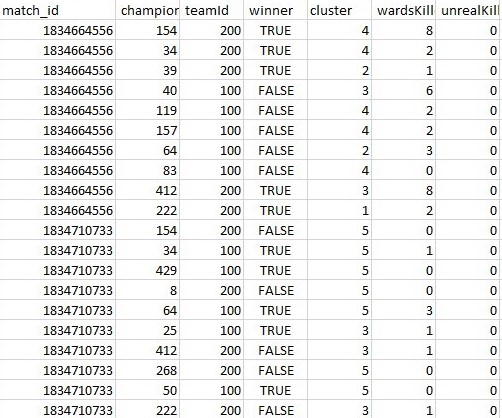 match_id champion teamId winner cluster wardsKill unrealKill
1834664556 154 200 TRUE 4 8 0
1834664556 34 200 TRUE 4 2 0
1834664556 39 200 TRUE 2 1 0
1834664556 40 100 FALSE 3 6 0
1834664556 119 100 FALSE 4 2 0
1834664556 157 100 FALSE 4 2 0
1834664556 64 100 FALSE 2 3 0
1834664556 83 100 FALSE 4 0 0
1834664556 412 200 TRUE 3 8 0
1834664556 222 200 TRUE 1 2 0
1834710733 154 200 FALSE 5 0 0
1834710733 34 100 TRUE 5 1 0
1834710733 429 100 TRUE 5 0 0
1834710733 8 200 FALSE 5 0 0
1834710733 64 100 TRUE 5 3 0
1834710733 25 100 TRUE 3 1 0
1834710733 412 200 FALSE 3 1 0
1834710733 268 200 FALSE 5 0 0
1834710733 50 100 TRUE 5 0 0
1834710733 222 200 FALSE 3 1 0